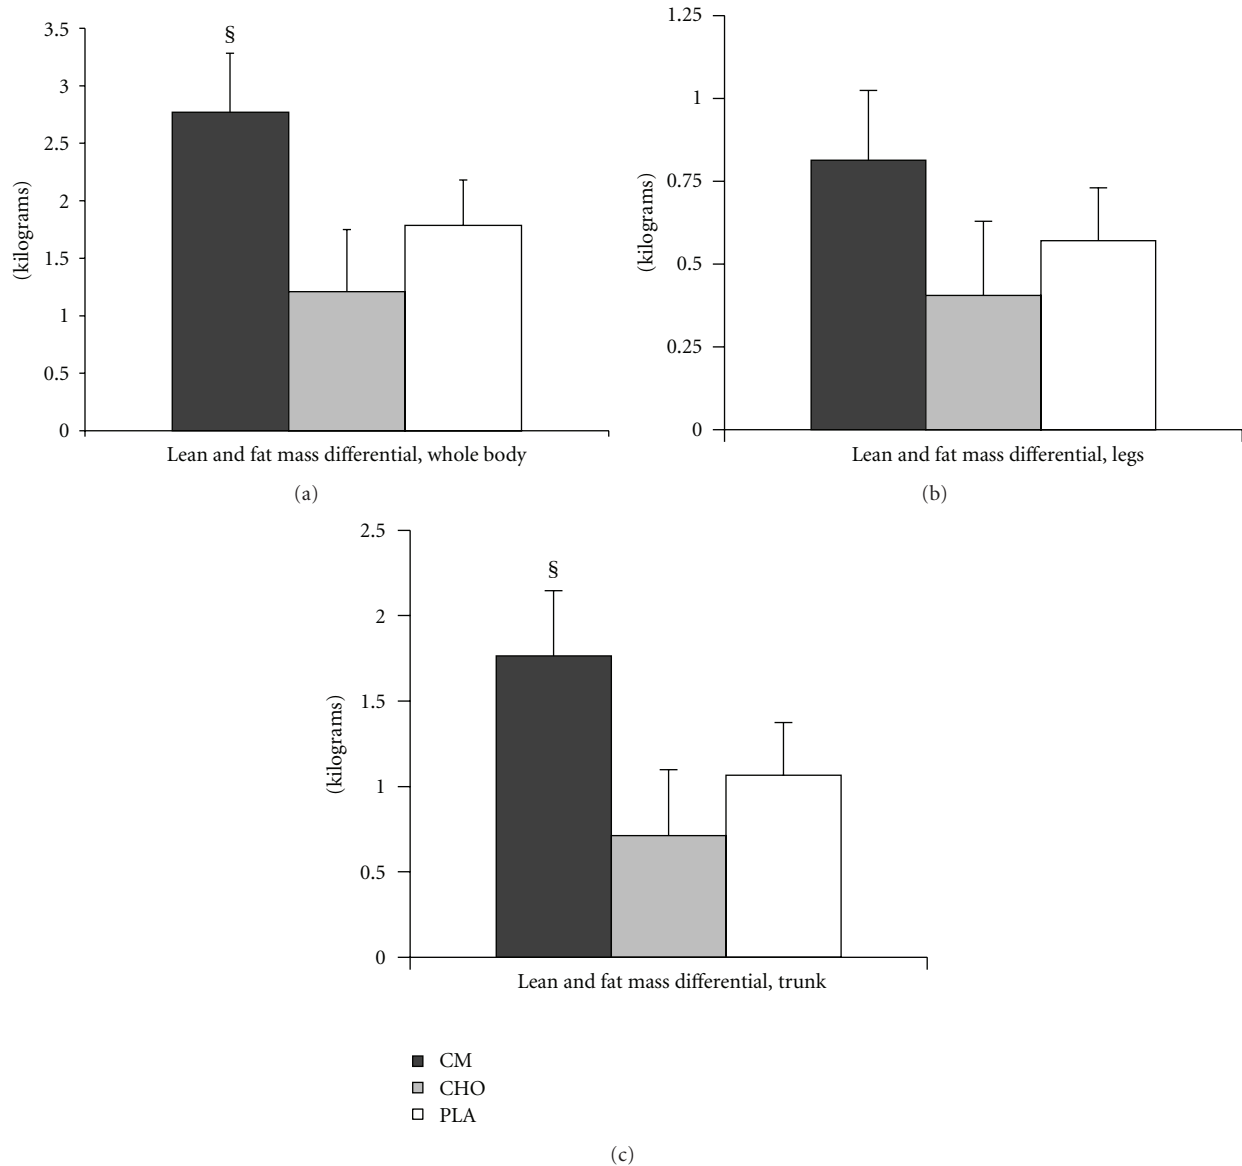 §
3.5
3
2.5
2
1.5
1
0.5
0
(kilograms)
Lean and fat mass differential, whole body
(a)
1.25
1
0.75
0.5
0.25
0
(kilograms)
Lean and fat mass differential, legs
(b)
§
2.5
2
1.5
1
0.5
0
(kilograms)
Lean and fat mass differential, trunk
CM
CHO
PLA
(c)